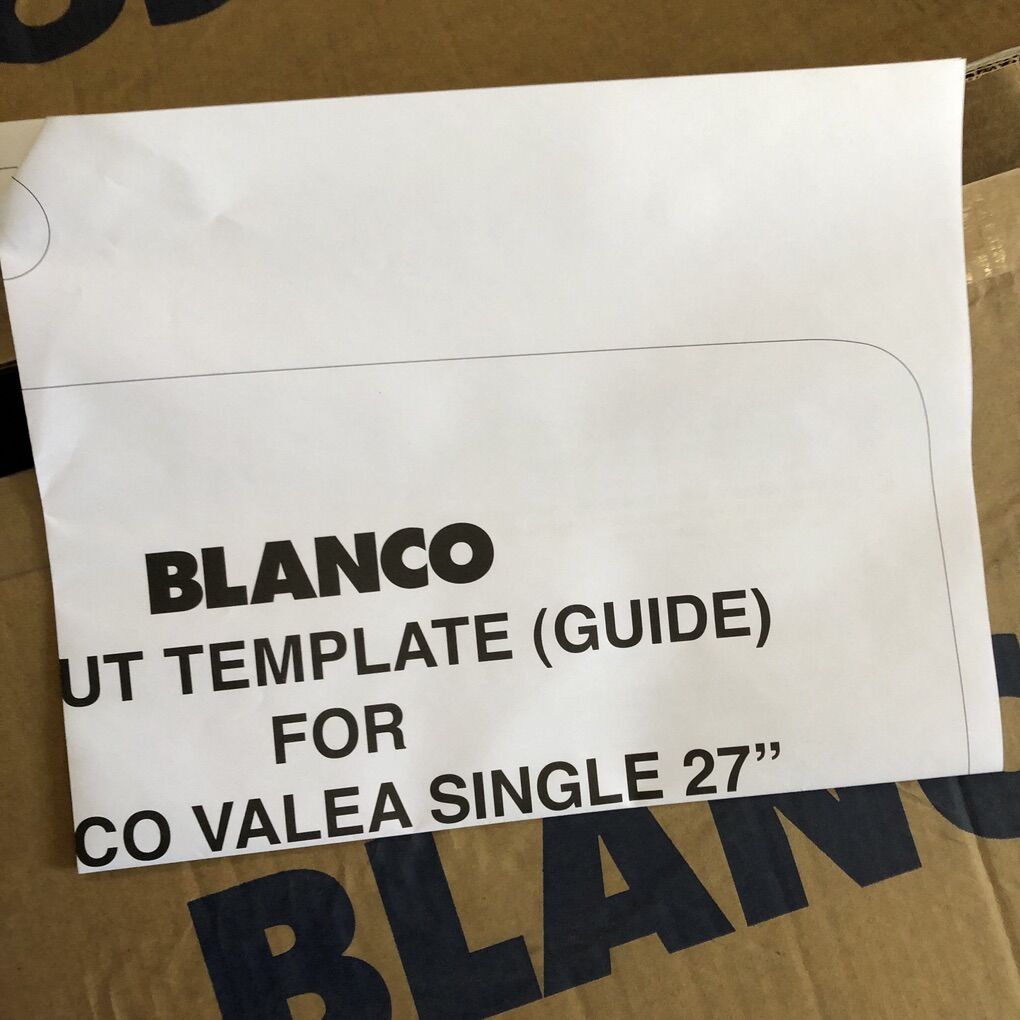 BLANCO
UT TEMPLATE (GUIDE)
FOR
CO VALEA SINGLE 27”
BLANC